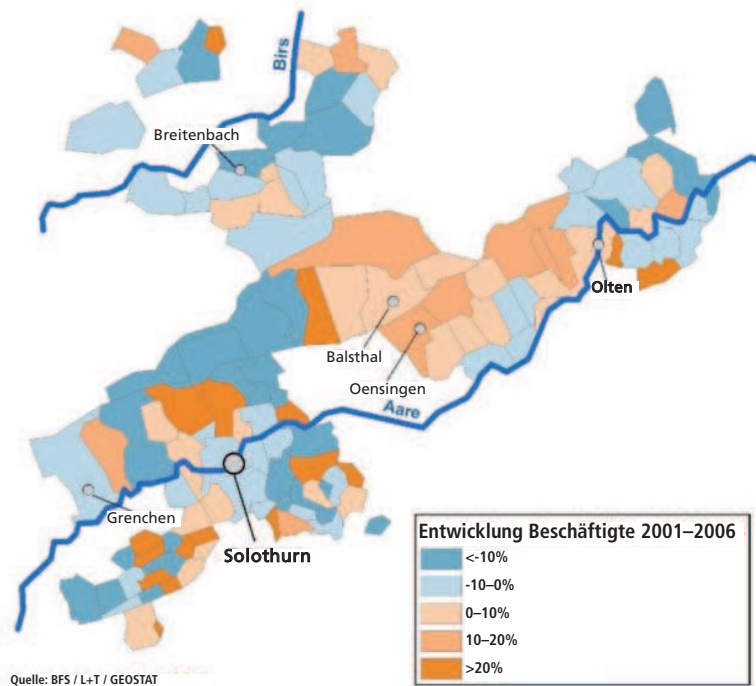 Birs
Breitenbach
Olten
Balsthal
Oensingen
Aare
Grenchen
Solothurn
Entwicklung Beschäftigte 2001–2006
<-10%
-10–0%
0–10%
10–20%
>20%
Quelle: BFS / L+T / GEOSTAT